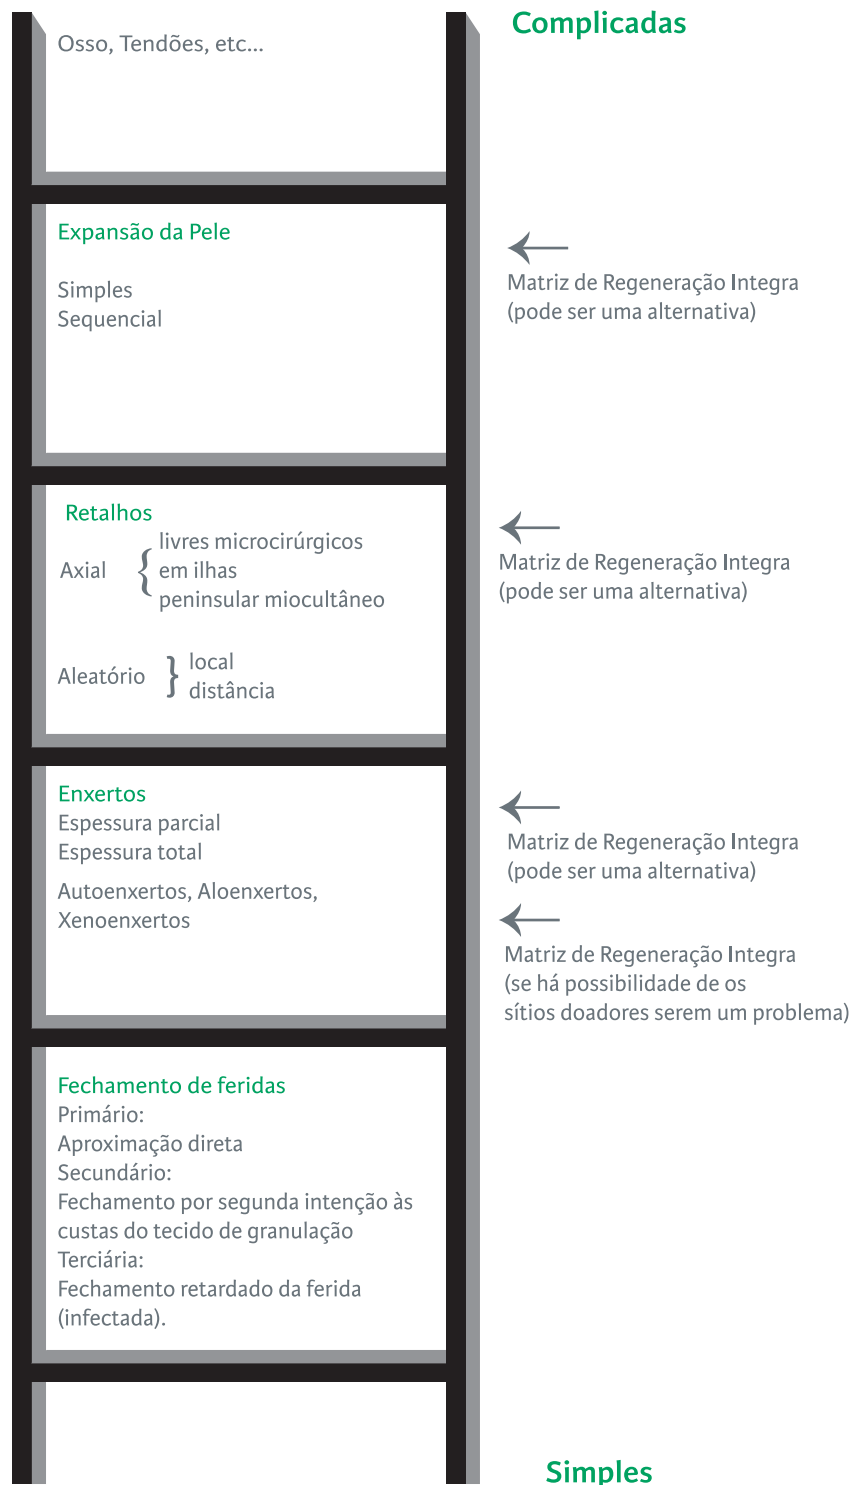 Complicadas
Osso, Tendões, etc...
Expansão da Pele
Simples
Sequencial
Matriz de Regeneração Integra
(pode ser uma alternativa)
Retalhos
Axial { livres microcirúrgicos
em ilhas
peninsular miocultâneo
Aleatório } local
distância
Matriz de Regeneração Integra
(pode ser uma alternativa)
Enxertos
Espessura parcial
Espessura total
Autoenxertos, Aloenxertos,
Xenoenxertos
Matriz de Regeneração Integra
(pode ser uma alternativa)
Matriz de Regeneração Integra
(se há possibilidade de os
sítios doadores serem um problema)
Fechamento de feridas
Primário:
Aproximação direta
Secundário:
Fechamento por segunda intenção às
custas do tecido de granulação
Terciária:
Fechamento retardado da ferida
(infectada).
Simples